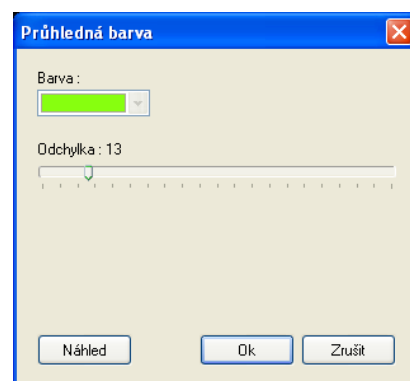 Průhledná barva
Barva :
Odchylka : 13
Náhled Ok Zrušit